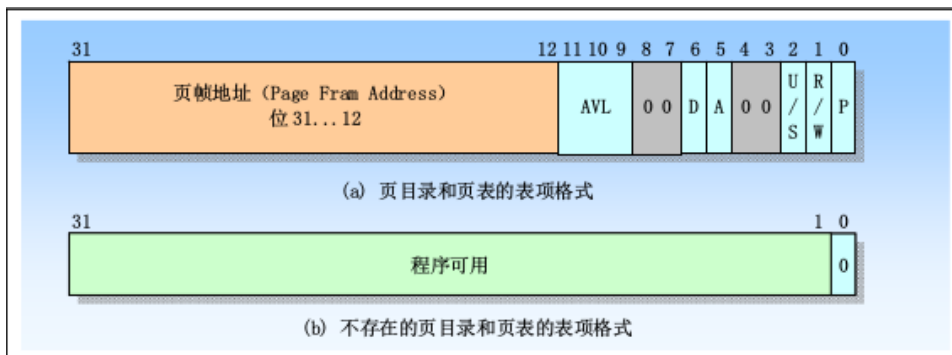 31 12 11 10 9 8 7 6 5 4 3 2 1 0
页帧地址（Page Fram Address）
位 31...12
AVL
0 0
D
A
0 0
U/S
R/W
P
(a) 页目录和页表的表项格式
31 1 0
程序可用
0
(b) 不存在的页目录和页表的表项格式